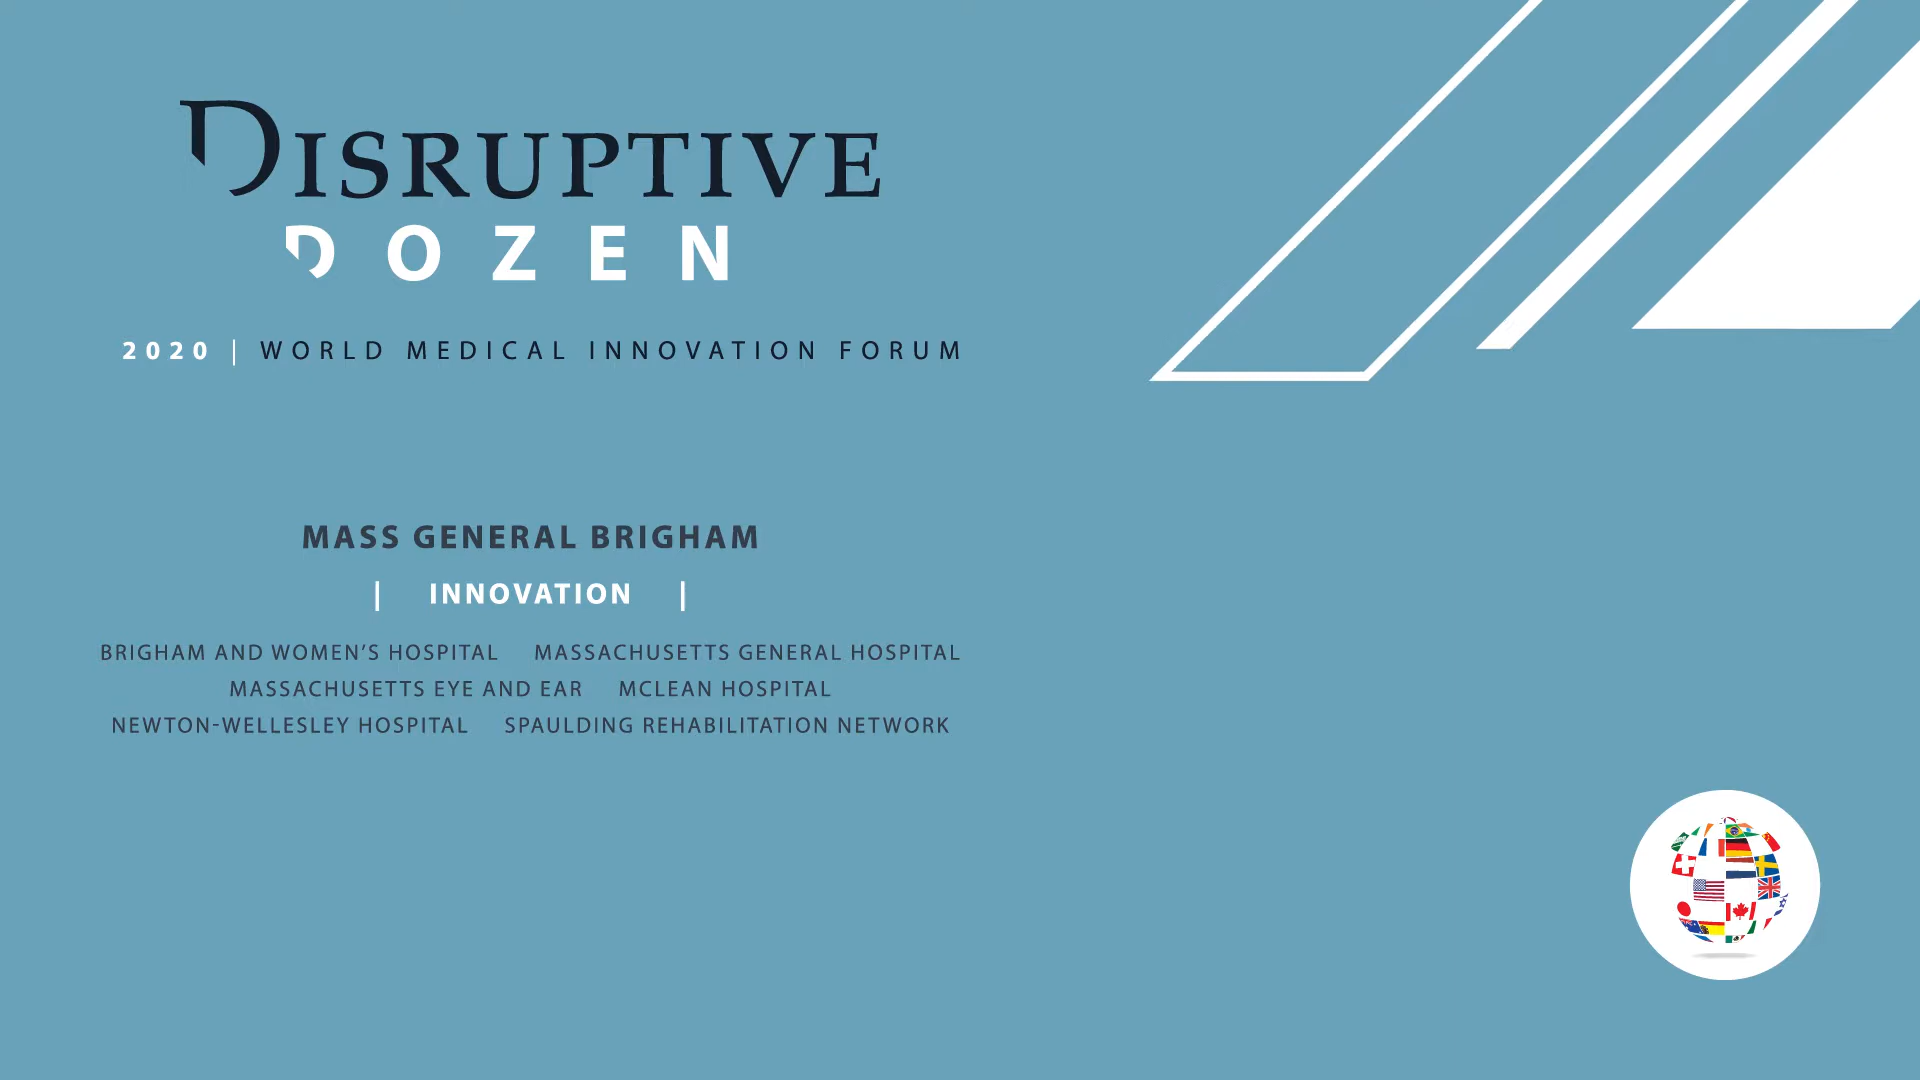 DISRUPTIVE
DOZEN
2020 | WORLD MEDICAL INNOVATION FORUM
MASS GENERAL BRIGHAM
| INNOVATION |
BRIGHAM AND WOMEN’S HOSPITAL MASSACHUSETTS GENERAL HOSPITAL
MASSACHUSETTS EYE AND EAR MCLEAN HOSPITAL
NEWTON-WELLESLEY HOSPITAL SPAULDING REHABILITATION NETWORK